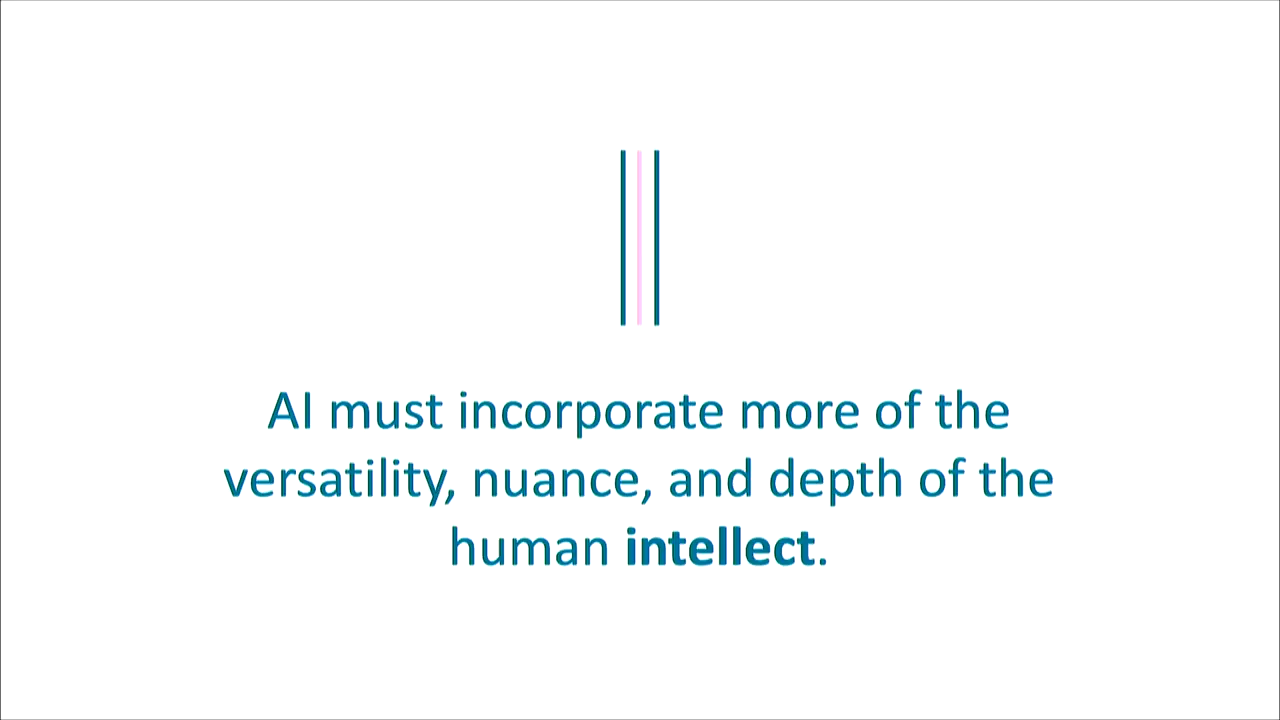 AI must incorporate more of the
versatility, nuance, and depth of the
human intellect.